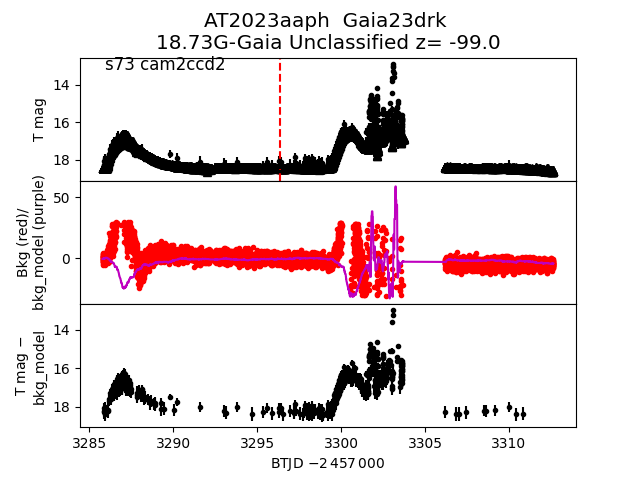 AT2023aaph  Gaia23drk
18.73G-Gaia Unclassified z= -99.0
s73 cam2ccd2
14
16
18
T mag
50
0
Bkg (red)/
bkg_model (purple)
14
16
18
T mag −
bkg_model
3285 3290 3295 3300 3305 3310
BTJD −2 457 000